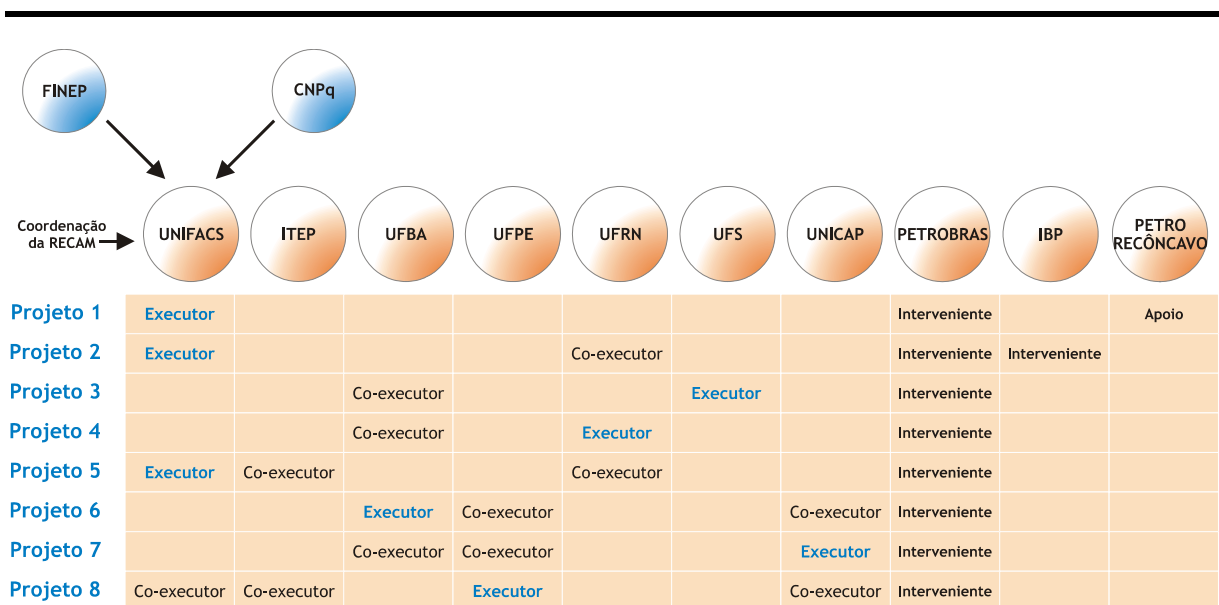 FINEP
CNPq
Coordenação
da RECAM
UNIFACS
ITEP
UFBA
UFPE
UFRN
UFS
UNICAP
PETROBRAS
IBP
PETRO
RECÔNCAVO
Projeto 1 Executor Interveniente Apoio
Projeto 2 Executor Co-executor Interveniente Interveniente
Projeto 3 Co-executor Executor Interveniente
Projeto 4 Co-executor Executor Interveniente
Projeto 5 Executor Co-executor Co-executor Interveniente
Projeto 6 Executor Co-executor Co-executor Interveniente
Projeto 7 Co-executor Co-executor Executor Interveniente
Projeto 8 Co-executor Co-executor Executor Co-executor Interveniente